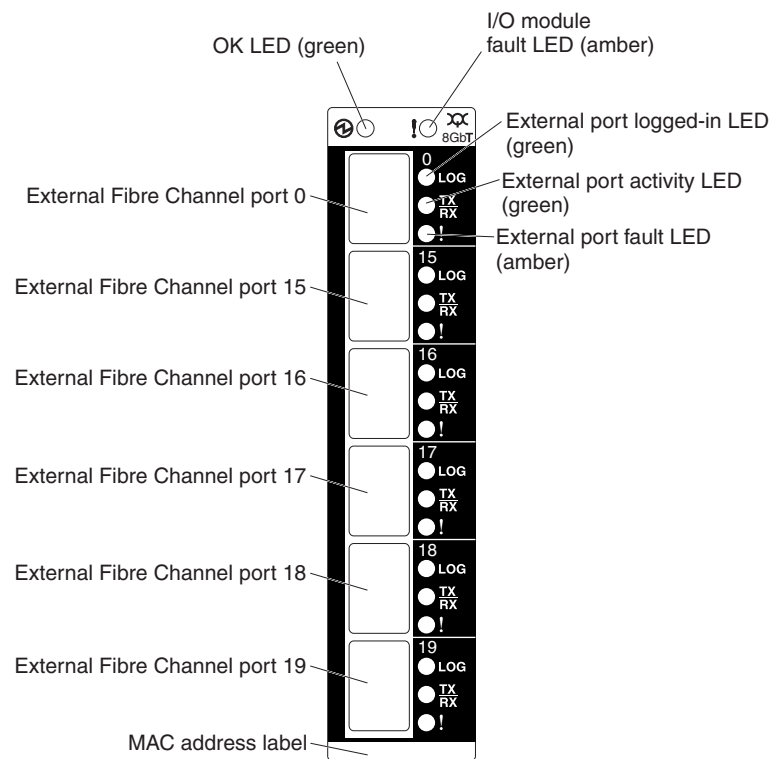 I/O module
fault LED (amber)
OK LED (green)
!
8GbT
External port logged-in LED
(green)
External port activity LED
(green)
External port fault LED
(amber)
External Fibre Channel port 0
0
LOG
TX
RX
!
External Fibre Channel port 15
15
LOG
TX
RX
!
External Fibre Channel port 16
16
LOG
TX
RX
!
External Fibre Channel port 17
17
LOG
TX
RX
!
External Fibre Channel port 18
18
LOG
TX
RX
!
External Fibre Channel port 19
19
LOG
TX
RX
!
MAC address label